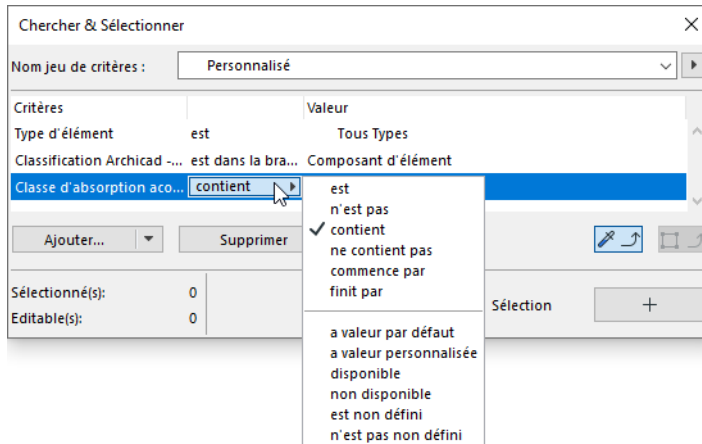 Chercher & Sélectionner
Nom jeu de critères :
Personnalisé
Critères
Valeur
Type d'élément
est
Tous Types
Classification Archicad -...
est dans la bra...
Composant d'élément
Classe d'absorption aco...
contient
est
n'est pas
contient
ne contient pas
commence par
finit par
a valeur par défaut
a valeur personnalisée
disponible
non disponible
est non défini
n'est pas non défini
Ajouter...
Supprimer
Sélectionné(s):
0
Editable(s):
0
Sélection
+